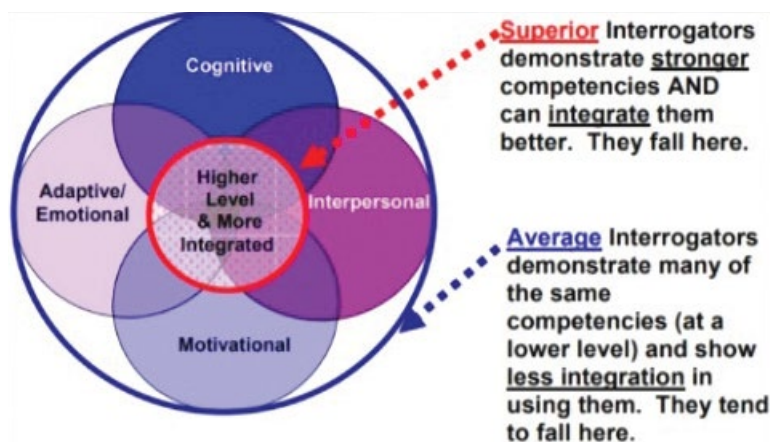 Cognitive
Adaptive/
Emotional
Higher
Level
& More
Integrated
Interpersonal
Motivational
Superior Interrogators
demonstrate stronger
competencies AND
can integrate them
better. They fall here.
Average Interrogators
demonstrate many of
the same
competencies (at a
lower level) and show
less integration in
using them. They tend
to fall here.